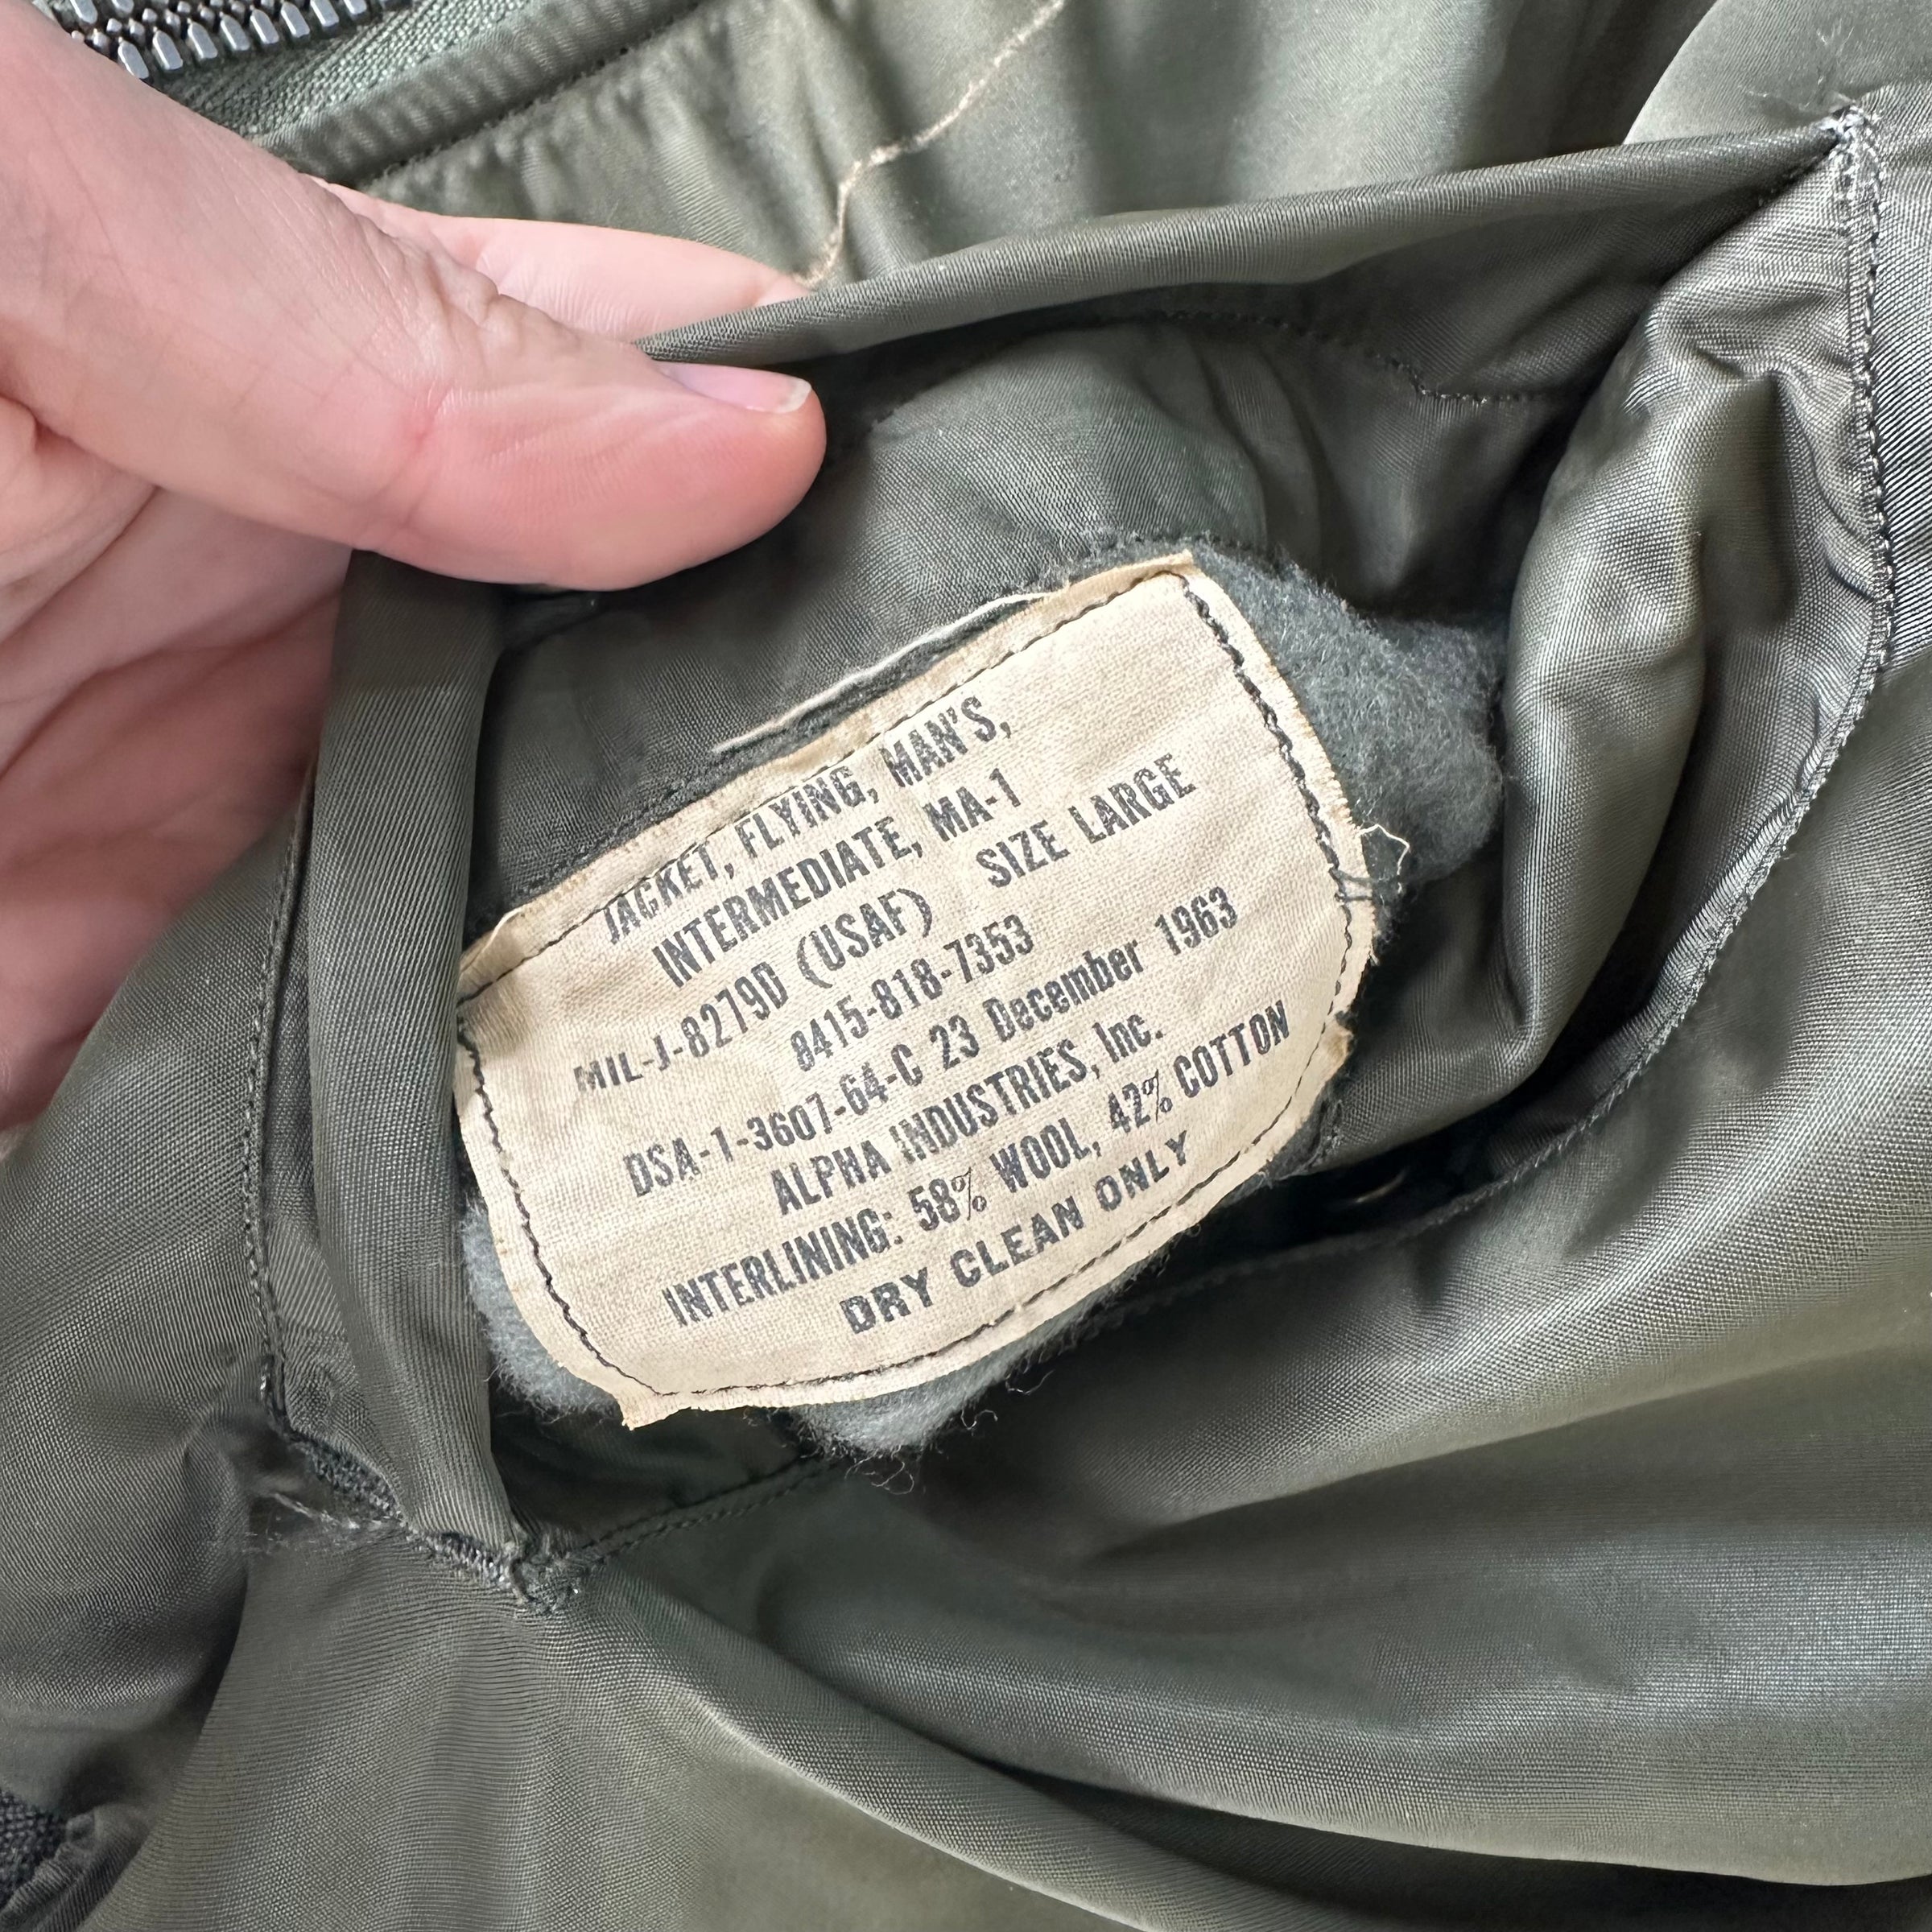 JACKET, FLYING, MAN'S,
INTERMEDIATE, MA-1
MIL-J-8279D (USAF) SIZE LARGE
8415-818-7353
DSA-1-3607-64-C 23 December 1963
ALPHA INDUSTRIES, Inc.
INTERLINING: 58% WOOL, 42% COTTON
DRY CLEAN ONLY